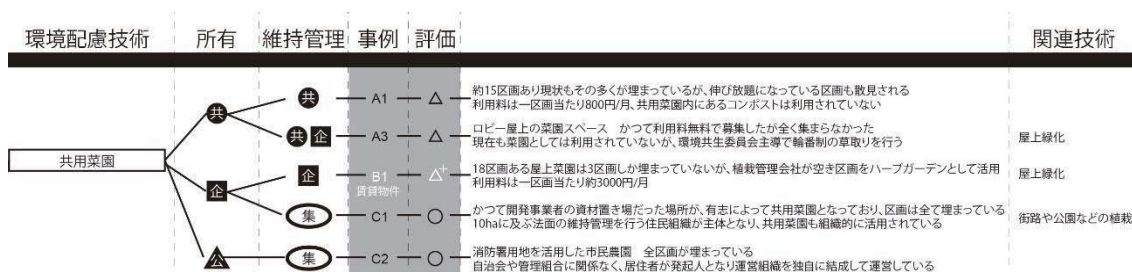 環境配慮技術 所有 維持管理 事例 評価 関連技術
共用菜園
共 共 A1 △ 約15区画あり現状もその多くが埋まっているが、伸び放題になっている区画も散見される
利用料は一区画当たり800円/月、共用菜園内にあるコンポストは利用されていない
共 企 A3 △ ロビー屋上の菜園スペース かつて利用料無料で募集したが全く集まらなかった 屋上緑化
現在も菜園としては利用されていないが、環境共生委員会主導で輪番制の草取りを行う
企 企 B1 △+ 18区画ある屋上菜園は3区画しか埋まっていないが、植栽管理会社が空き区画をハーブガーデンとして活用 屋上緑化
賃貸物件 利用料は一区画当たり約3000円/月
集 C1 ○ かつて開発事業者の資材置き場だった場所が、有志によって共用菜園となっており、区画は全て埋まっている 街路や公園などの植栽
10haに及ぶ法面の維持管理を行う住民組織が主体となり、共用菜園も組織的に活用されている
公 集 C2 ○ 消防署用地を活用した市民農園 全区画が埋まっている
自治会や管理組合に関係なく、居住者が発起人となり運営組織を独自に結成して運営している